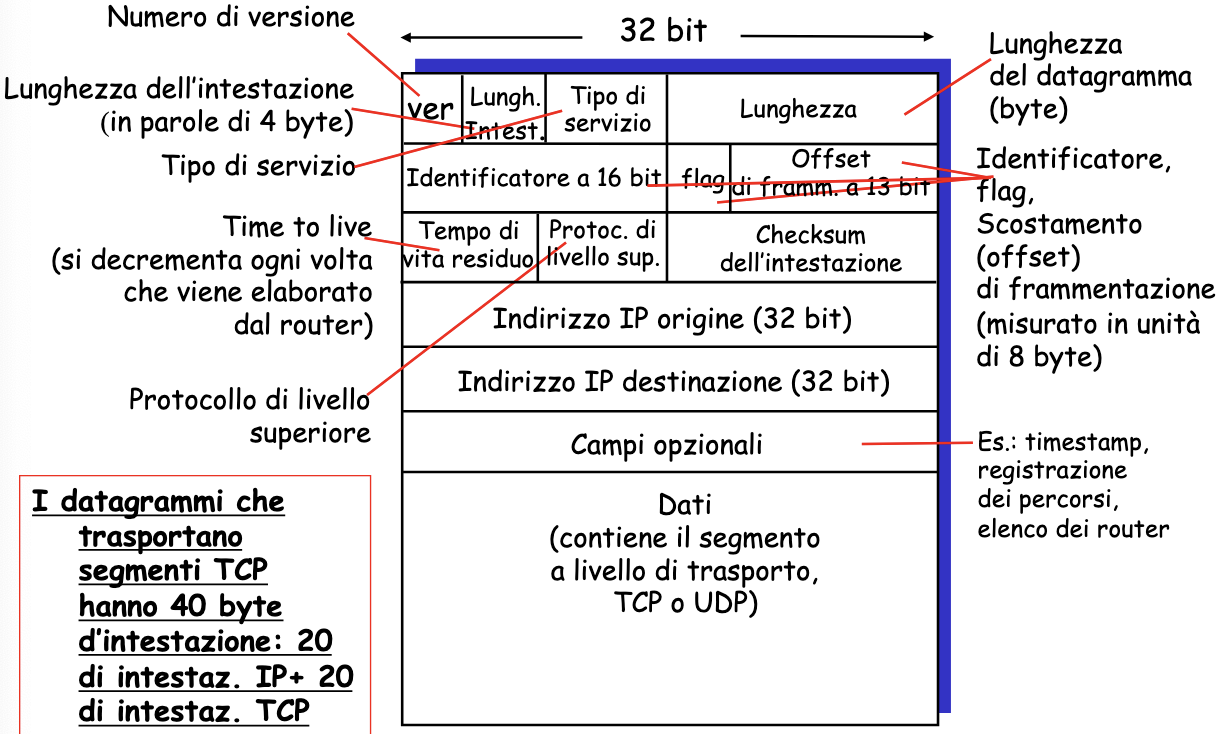 Numero di versione
32 bit
Lunghezza
del datagramma
(byte)
Lunghezza dell'intestazione
(in parole di 4 byte)
Tipo di servizio
ver
Lungh.
Intest.
Tipo di
servizio
Lunghezza
Identificatore a 16 bit
flag
Offset
di framm. a 13 bit
Identificatore,
flag,
Scostamento
(offset)
di frammentazione
(misurato in unità
di 8 byte)
Time to live
(si decrementa ogni volta
che viene elaborato
dal router)
Tempo di
vita residuo
Protoc. di
livello sup.
Checksum
dell'intestazione
Indirizzo IP origine (32 bit)
Indirizzo IP destinazione (32 bit)
Protocollo di livello
superiore
Campi opzionali
Es.: timestamp,
registrazione
dei percorsi,
elenco dei router
Dati
(contiene il segmento
a livello di trasporto,
TCP o UDP)
I datagrammi che
trasportano
segmenti TCP
hanno 40 byte
d'intestazione: 20
di intestaz. IP+ 20
di intestaz. TCP